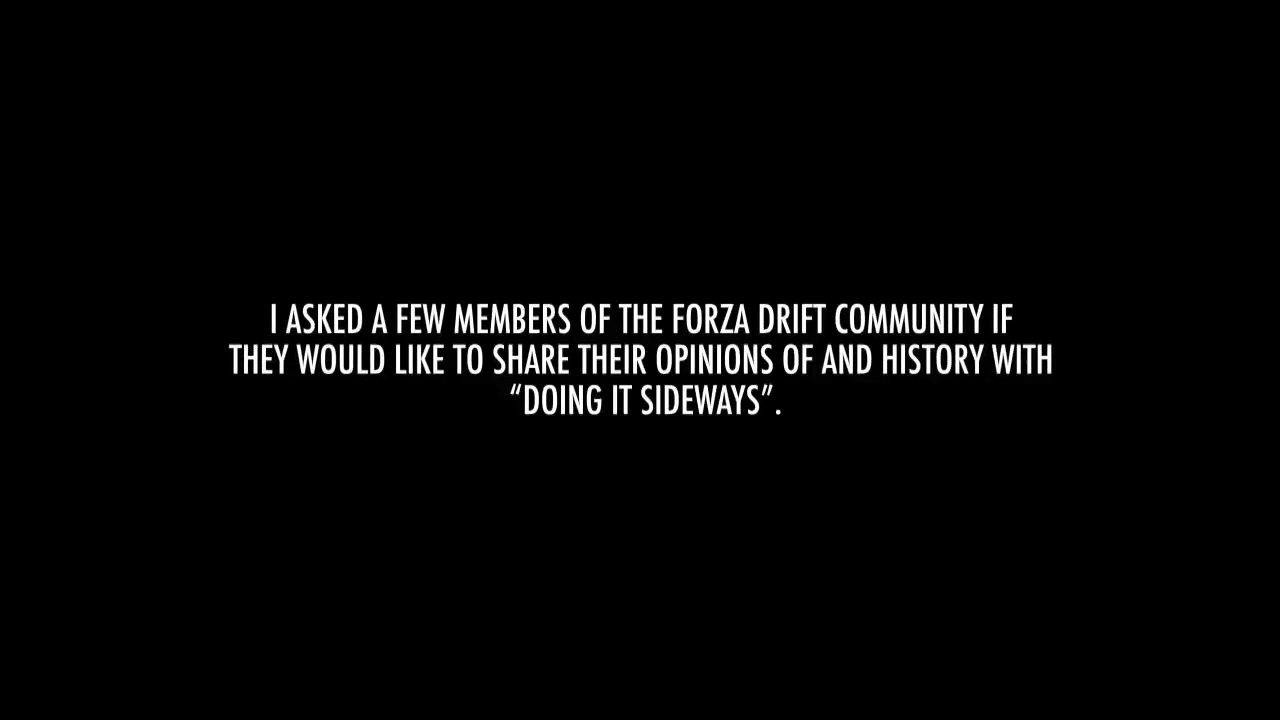 I ASKED A FEW MEMBERS OF THE FORZA DRIFT COMMUNITY IF
THEY WOULD LIKE TO SHARE THEIR OPINIONS OF AND HISTORY WITH
“DOING IT SIDEWAYS”.